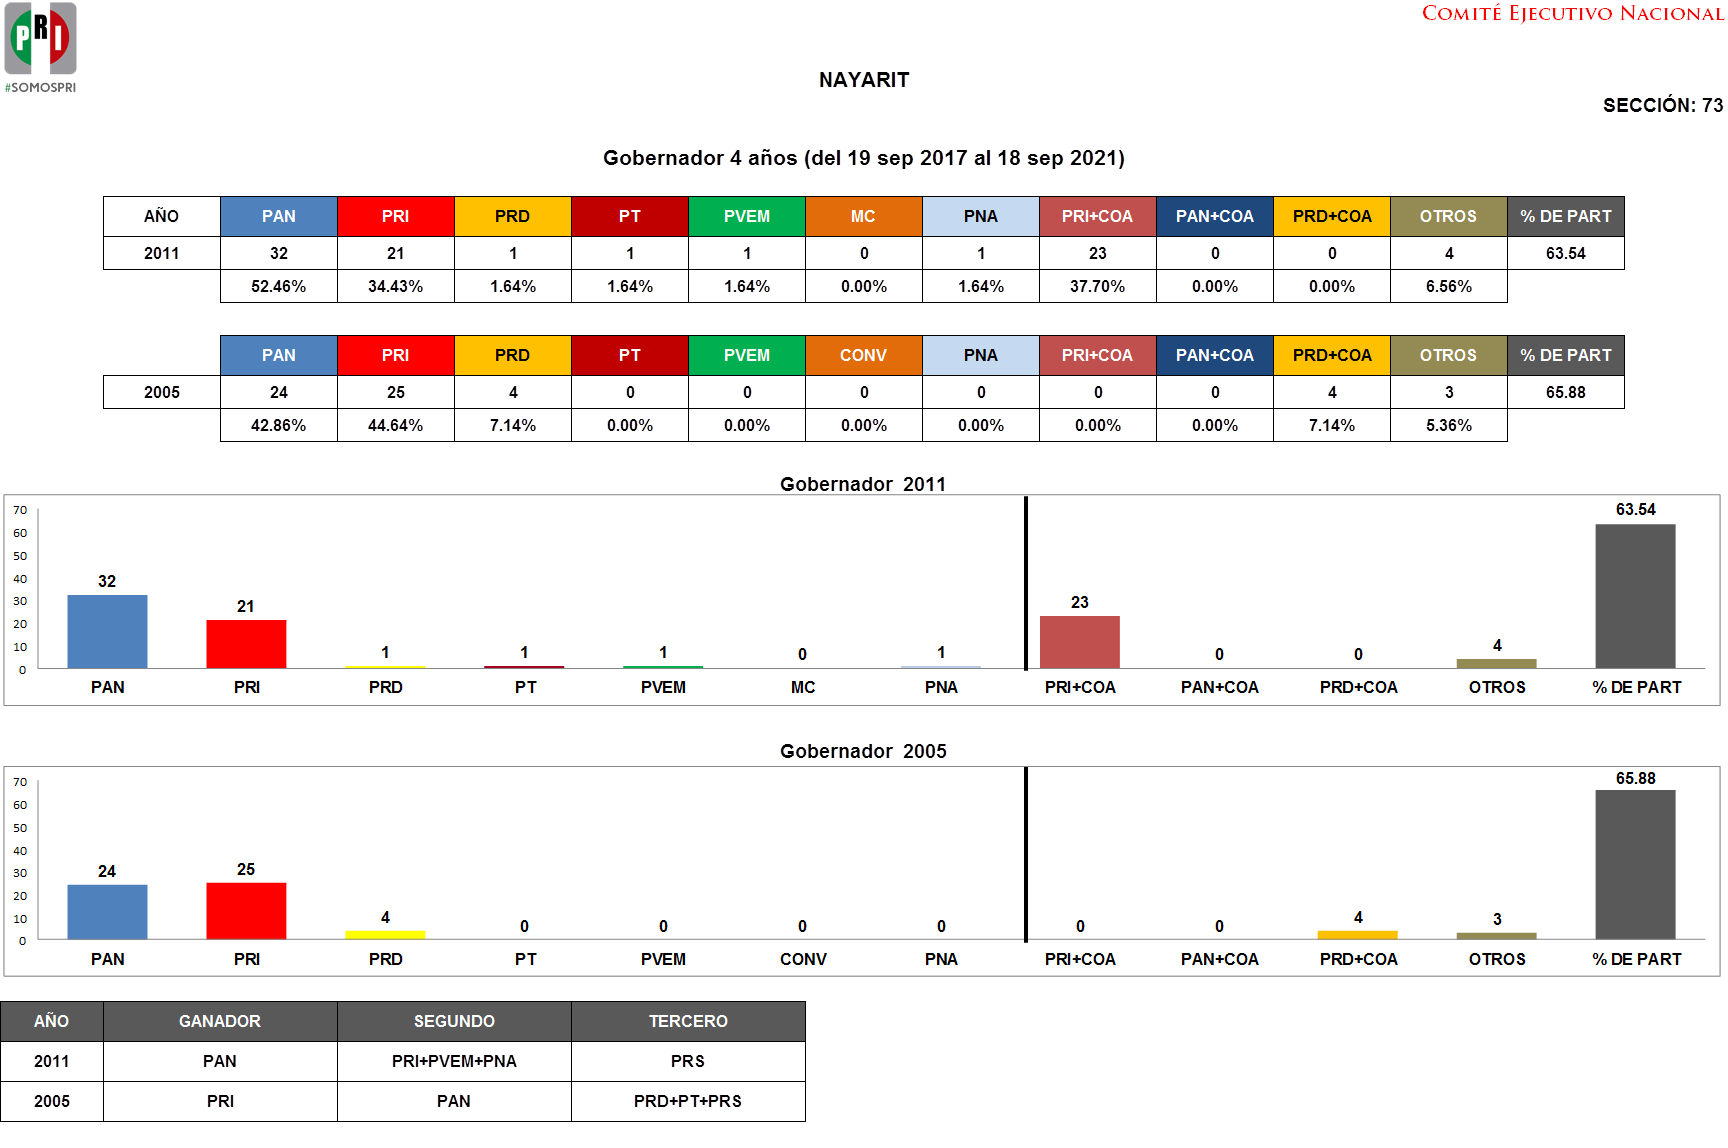 PRI
#SOMOSPRI
COMITÉ EJECUTIVO NACIONAL
NAYARIT
SECCIÓN: 73
Gobernador 4 años (del 19 sep 2017 al 18 sep 2021)
AÑO PAN PRI PRD PT PVEM MC PNA PRI+COA PAN+COA PRD+COA OTROS % DE PART
2011 32 21 1 1 1 0 1 23 0 0 4 63.54
52.46% 34.43% 1.64% 1.64% 1.64% 0.00% 1.64% 37.70% 0.00% 0.00% 6.56%
PAN PRI PRD PT PVEM CONV PNA PRI+COA PAN+COA PRD+COA OTROS % DE PART
2005 24 25 4 0 0 0 0 0 0 4 3 65.88
42.86% 44.64% 7.14% 0.00% 0.00% 0.00% 0.00% 0.00% 0.00% 7.14% 5.36%
Gobernador 2011
70
60
50
40
30
20
10
0
32 21 1 1 1 0 1 23 0 0 4 63.54
PAN PRI PRD PT PVEM MC PNA PRI+COA PAN+COA PRD+COA OTROS % DE PART
Gobernador 2005
70
60
50
40
30
20
10
0
24 25 4 0 0 0 0 0 0 4 3 65.88
PAN PRI PRD PT PVEM CONV PNA PRI+COA PAN+COA PRD+COA OTROS % DE PART
AÑO GANADOR SEGUNDO TERCERO
2011 PAN PRI+PVEM+PNA PRS
2005 PRI PAN PRD+PT+PRS